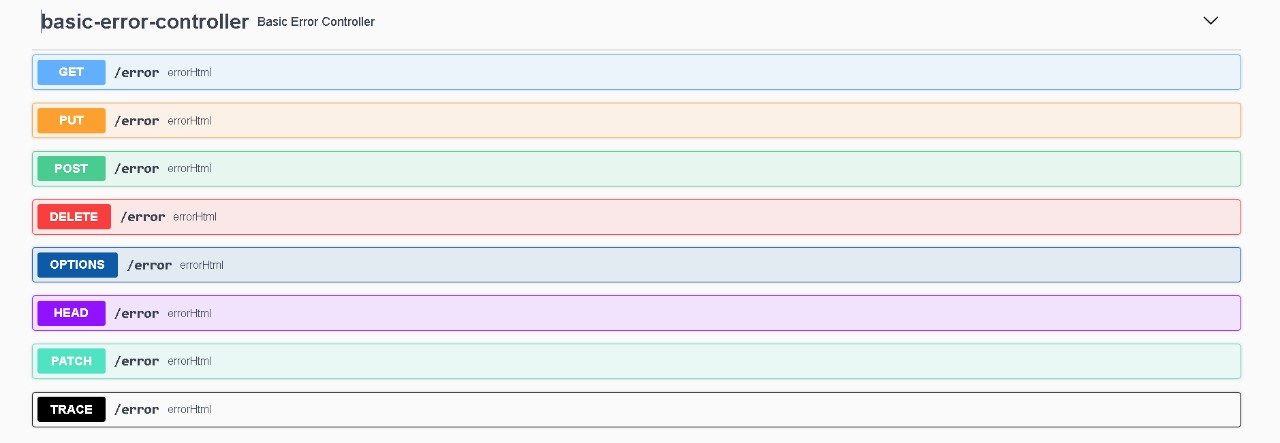 basic-error-controller Basic Error Controller
GET /error errorHtml
PUT /error errorHtml
POST /error errorHtml
DELETE /error errorHtml
OPTIONS /error errorHtml
HEAD /error errorHtml
PATCH /error errorHtml
TRACE /error errorHtml